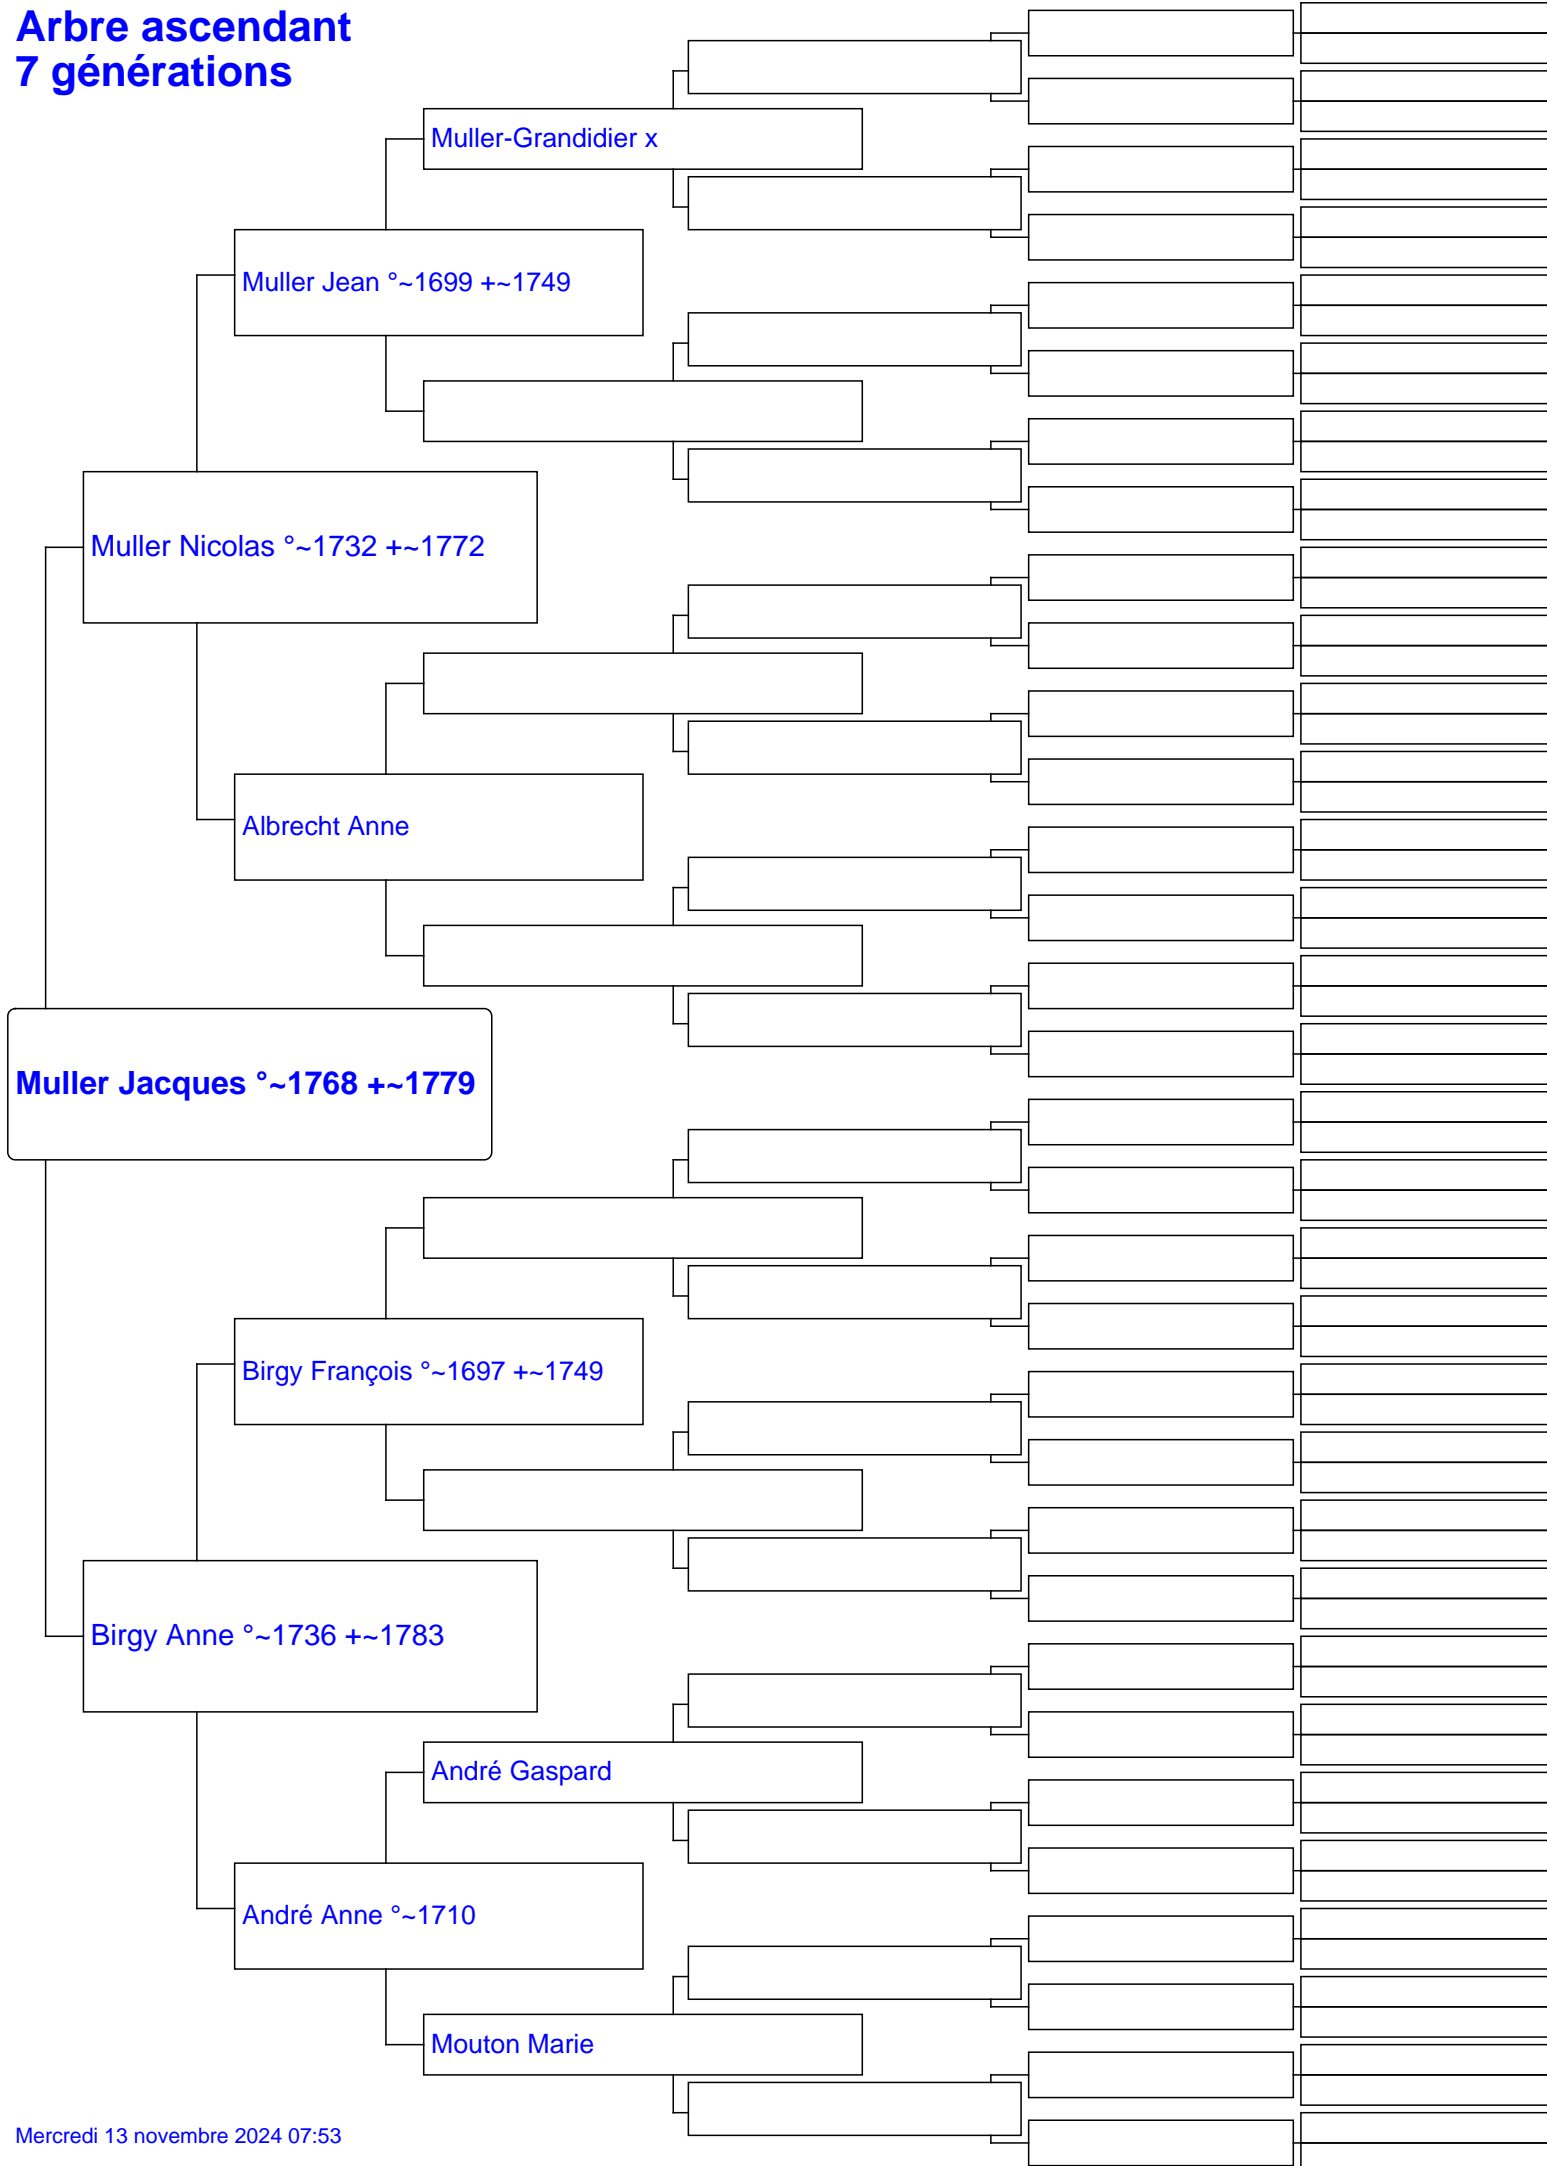 Arbre ascendant
7 générations
Muller-Grandidier x
Muller Jean °~1699 +~1749
Muller Nicolas °~1732 +~1772
Albrecht Anne
Muller Jacques °~1768 +~1779
Birgy François °~1697 +~1749
Birgy Anne °~1736 +~1783
André Gaspard
André Anne °~1710
Mouton Marie
Mercredi 13 novembre 2024 07:53